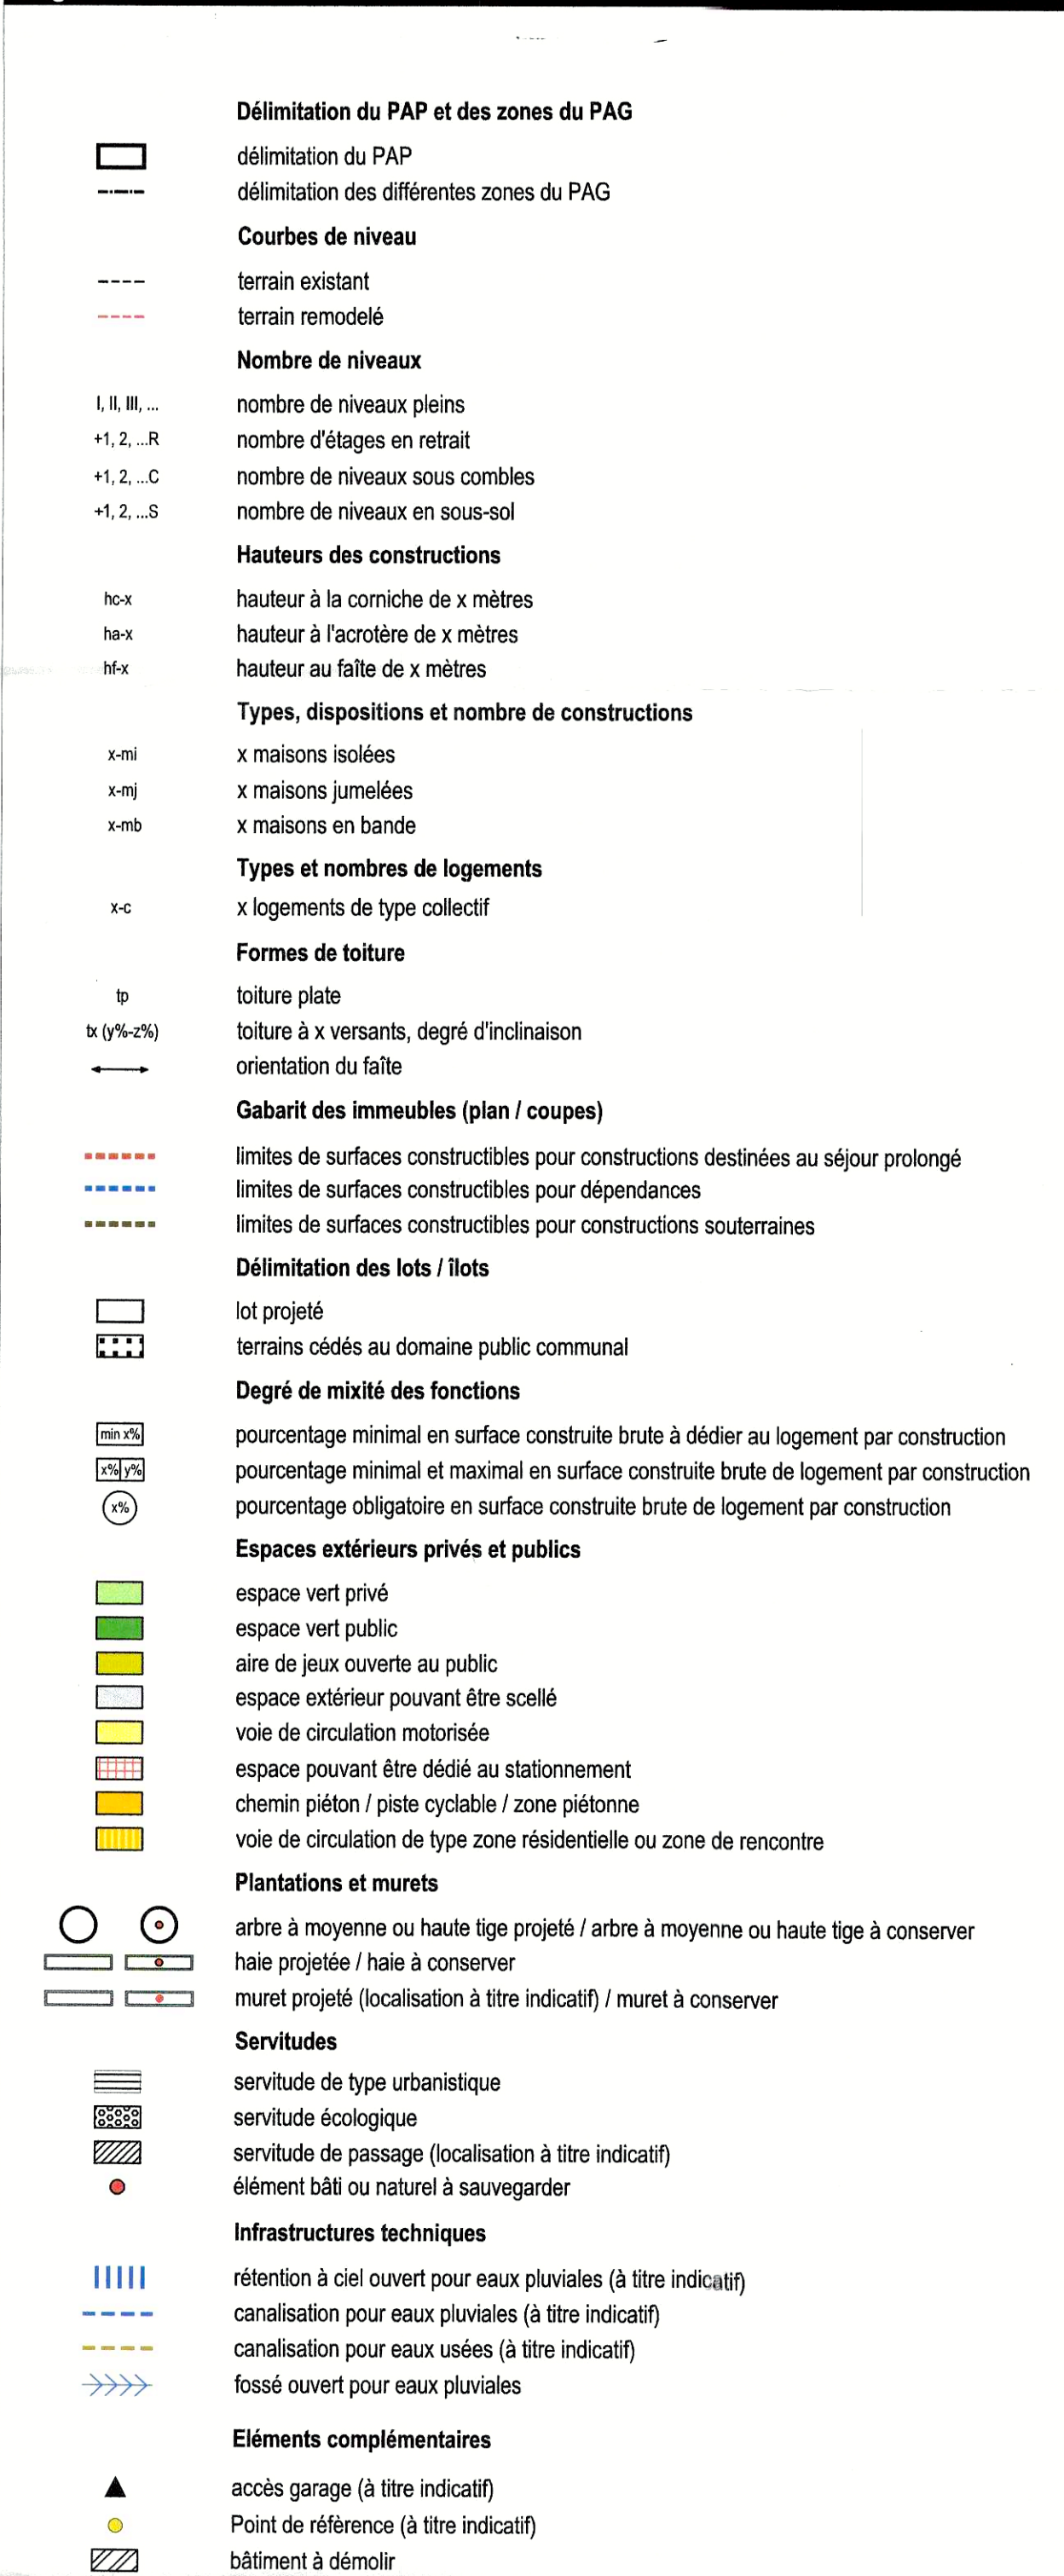 Délimitation du PAP et des zones du PAG
délimitation du PAP
délimitation des différentes zones du PAG
Courbes de niveau
terrain existant
terrain remodelé
Nombre de niveaux
I, II, III, ... nombre de niveaux pleins
+1, 2, ...R nombre d'étages en retrait
+1, 2, ...C nombre de niveaux sous combles
+1, 2, ...S nombre de niveaux en sous-sol
Hauteurs des constructions
hc-x hauteur à la corniche de x mètres
ha-x hauteur à l'acrotère de x mètres
hf-x hauteur au faîte de x mètres
Types, dispositions et nombre de constructions
x-mi x maisons isolées
x-mj x maisons jumelées
x-mb x maisons en bande
Types et nombres de logements
x-c x logements de type collectif
Formes de toiture
tp toiture plate
tx (y%-z%) toiture à x versants, degré d'inclinaison
orientation du faîte
Gabarit des immeubles (plan / coupes)
limites de surfaces constructibles pour constructions destinées au séjour prolongé
limites de surfaces constructibles pour dépendances
limites de surfaces constructibles pour constructions souterraines
Délimitation des lots / îlots
lot projeté
terrains cédés au domaine public communal
Degré de mixité des fonctions
min x% pourcentage minimal en surface construite brute à dédier au logement par construction
x% y% pourcentage minimal et maximal en surface construite brute de logement par construction
x% pourcentage obligatoire en surface construite brute de logement par construction
Espaces extérieurs privés et publics
espace vert privé
espace vert public
aire de jeux ouverte au public
espace extérieur pouvant être scellé
voie de circulation motorisée
espace pouvant être dédié au stationnement
chemin piéton / piste cyclable / zone piétonne
voie de circulation de type zone résidentielle ou zone de rencontre
Plantations et murets
arbre à moyenne ou haute tige projeté / arbre à moyenne ou haute tige à conserver
haie projetée / haie à conserver
muret projeté (localisation à titre indicatif) / muret à conserver
Servitudes
servitude de type urbanistique
servitude écologique
servitude de passage (localisation à titre indicatif)
élément bâti ou naturel à sauvegarder
Infrastructures techniques
rétention à ciel ouvert pour eaux pluviales (à titre indicatif)
canalisation pour eaux pluviales (à titre indicatif)
canalisation pour eaux usées (à titre indicatif)
fossé ouvert pour eaux pluviales
Eléments complémentaires
accès garage (à titre indicatif)
Point de réfèrence (à titre indicatif)
bâtiment à démolir